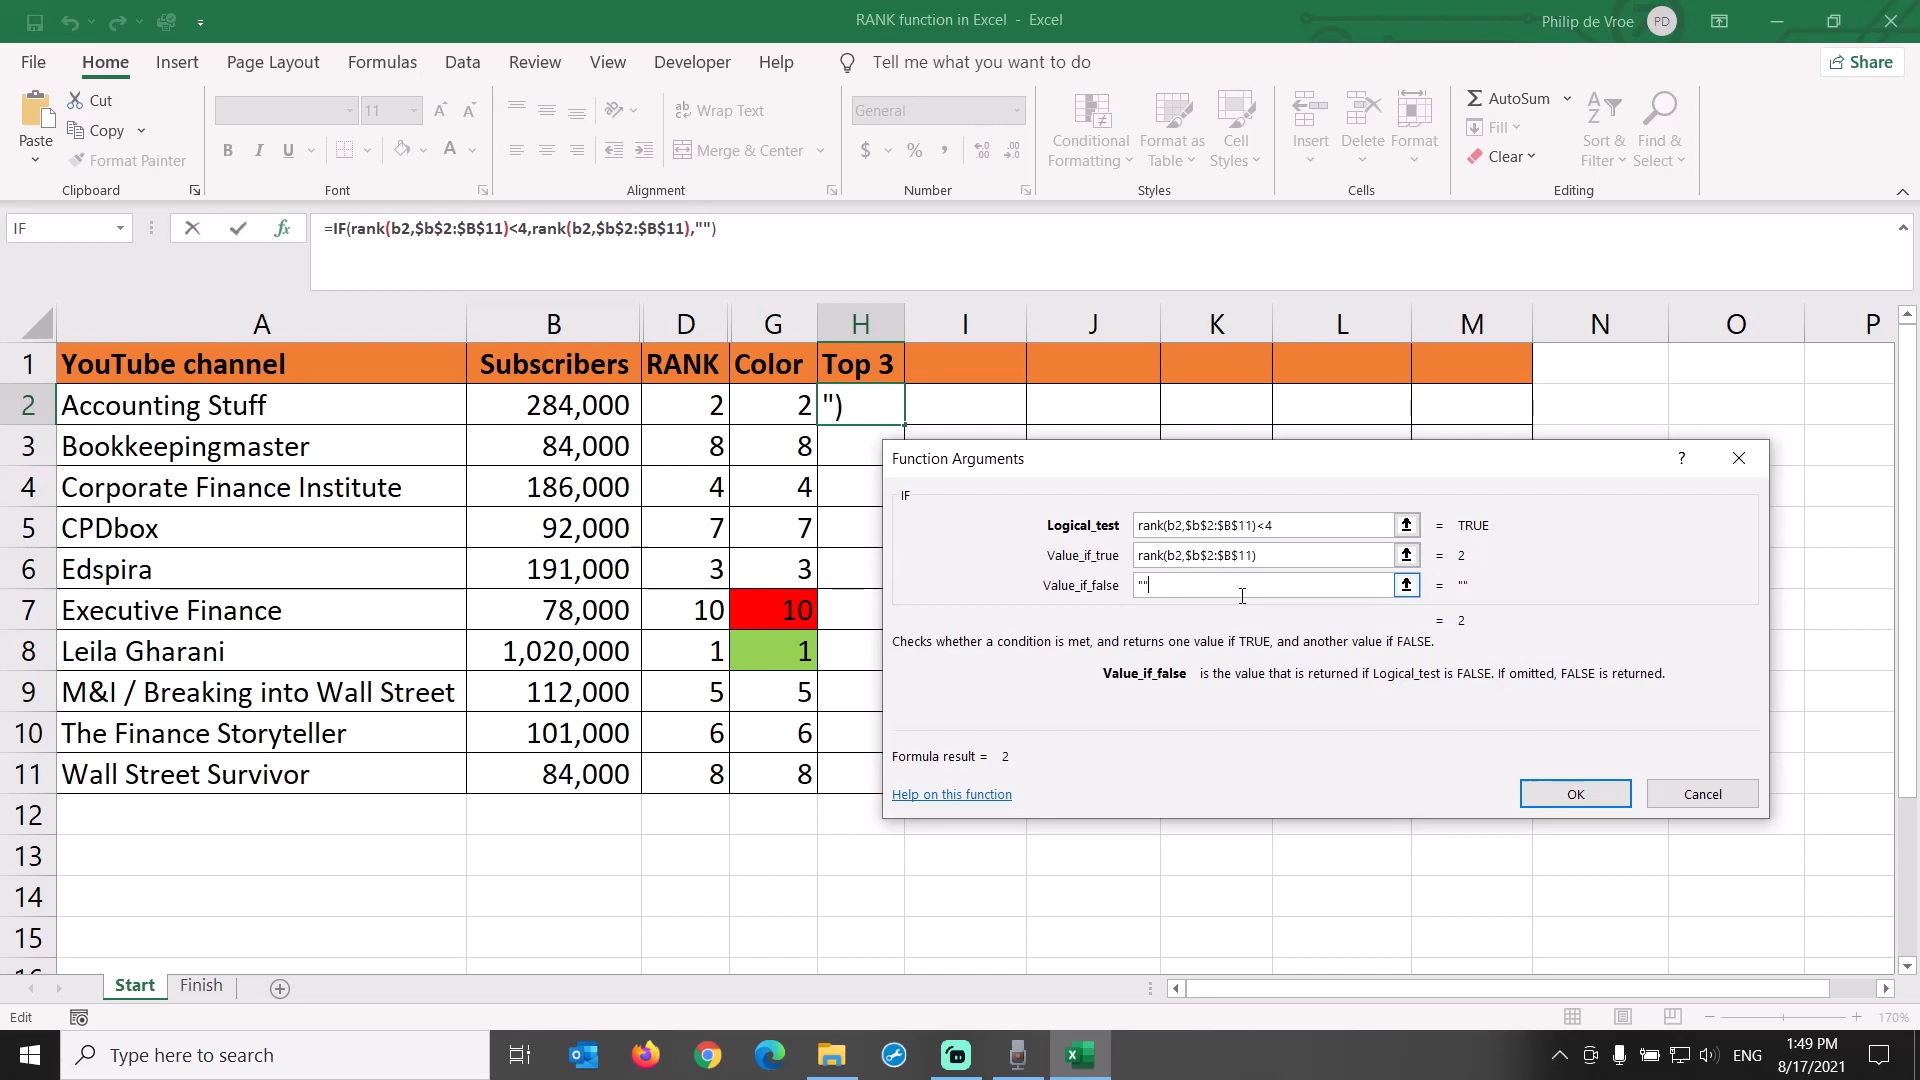 RANK function in Excel - Excel
Philip de Vroe PD
File Home Insert Page Layout Formulas Data Review View Developer Help Tell me what you want to do Share
Paste Cut Copy Format Painter Clipboard
11 B I U A A A Font
ab Wrap Text Merge & Center Alignment
General $ % , Number
Conditional Formatting Format as Table Cell Styles Styles
Insert Delete Format Cells
Σ AutoSum Fill Clear Sort & Filter Find & Select Editing
IF fx =IF(rank(b2,$b$2:$B$11)<4,rank(b2,$b$2:$B$11),"")
A B D G H I J K L M N O P
1 YouTube channel Subscribers RANK Color Top 3
2 Accounting Stuff 284,000 2 2 ")
3 Bookkeepingmaster 84,000 8 8
4 Corporate Finance Institute 186,000 4 4
5 CPDbox 92,000 7 7
6 Edspira 191,000 3 3
7 Executive Finance 78,000 10 10
8 Leila Gharani 1,020,000 1 1
9 M&I / Breaking into Wall Street 112,000 5 5
10 The Finance Storyteller 101,000 6 6
11 Wall Street Survivor 84,000 8 8
12
13
14
15
Function Arguments ?
IF
Logical_test rank(b2,$b$2:$B$11)<4 = TRUE
Value_if_true rank(b2,$b$2:$B$11) = 2
Value_if_false "" = ""
= 2
Checks whether a condition is met, and returns one value if TRUE, and another value if FALSE.
Value_if_false is the value that is returned if Logical_test is FALSE. If omitted, FALSE is returned.
Formula result = 2
Help on this function OK Cancel
Start Finish
Edit 170%
Type here to search ENG 1:49 PM
8/17/2021